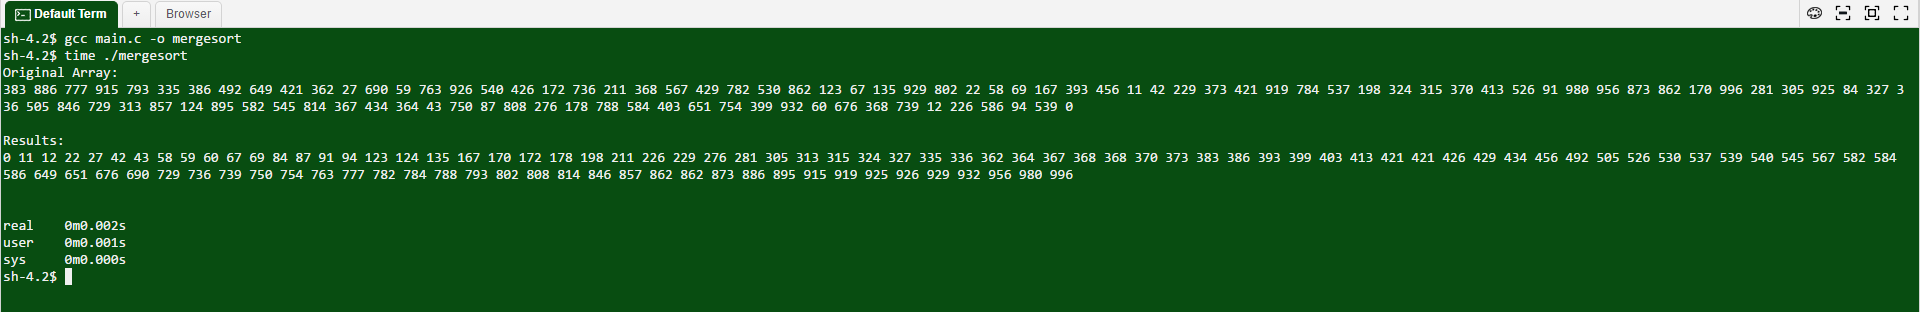 Default Term + Browser
sh-4.2$ gcc main.c -o mergesort
sh-4.2$ time ./mergesort
Original Array:
383 886 777 915 793 335 386 492 649 421 362 27 690 59 763 926 540 426 172 736 211 368 567 429 782 530 862 123 67 135 929 802 22 58 69 167 393 456 11 42 229 373 421 919 784 537 198 324 315 370 413 526 91 980 956 873 862 170 996 281 305 925 84 327 3
36 505 846 729 313 857 124 895 582 545 814 367 434 364 43 750 87 808 276 178 788 584 403 651 754 399 932 60 676 368 739 12 226 586 94 539 0
Results:
0 11 12 22 27 42 43 58 59 60 67 69 84 87 91 94 123 124 135 167 170 172 178 198 211 226 229 276 281 305 313 315 324 327 335 336 362 364 367 368 368 370 373 383 386 393 399 403 413 421 421 426 429 434 456 492 505 526 530 537 539 540 545 567 582 584
586 649 651 676 690 729 736 739 750 754 763 777 782 784 788 793 802 808 814 846 857 862 862 873 886 895 915 919 925 926 929 932 956 980 996
real 0m0.002s
user 0m0.001s
sys 0m0.000s
sh-4.2$